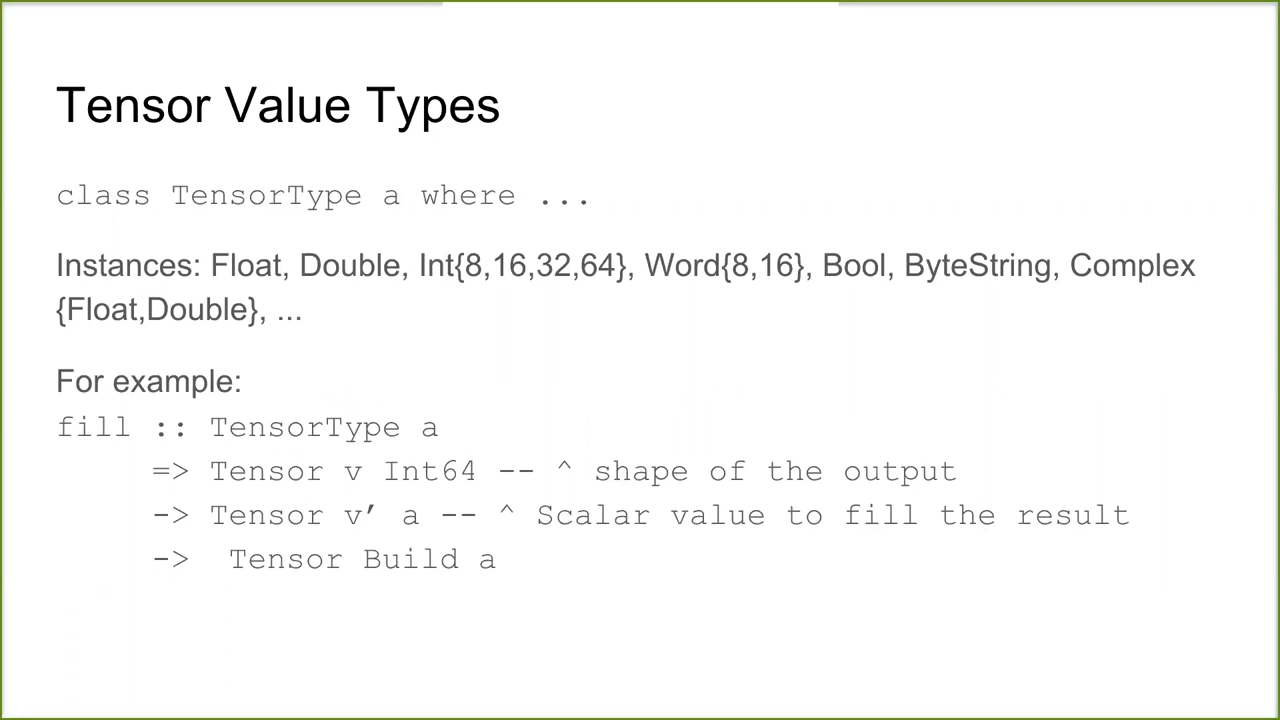 Tensor Value Types
class TensorType a where ...
Instances: Float, Double, Int{8,16,32,64}, Word{8,16}, Bool, ByteString, Complex
{Float,Double}, ...
For example:
fill :: TensorType a
=> Tensor v Int64 -- ^ shape of the output
-> Tensor v’ a -- ^ Scalar value to fill the result
-> Tensor Build a